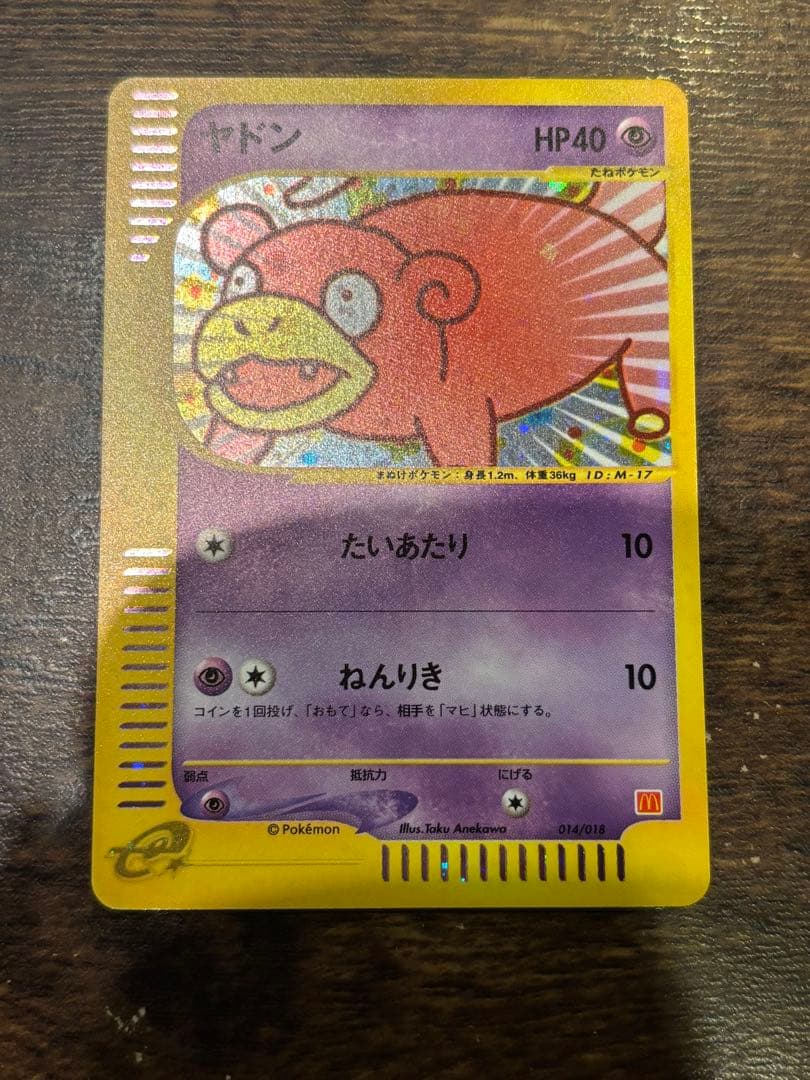 ヤドン HP40
たねポケモン
まぬけポケモン：身長1.2m、体重36kg ID:M-17
たいあたり 10
ねんりき 10
コインを1回投げ、「おもて」なら、相手を「マヒ」状態にする。
弱点 抵抗力 にげる
©Pokémon Illus.Taku Anekawa 014/018